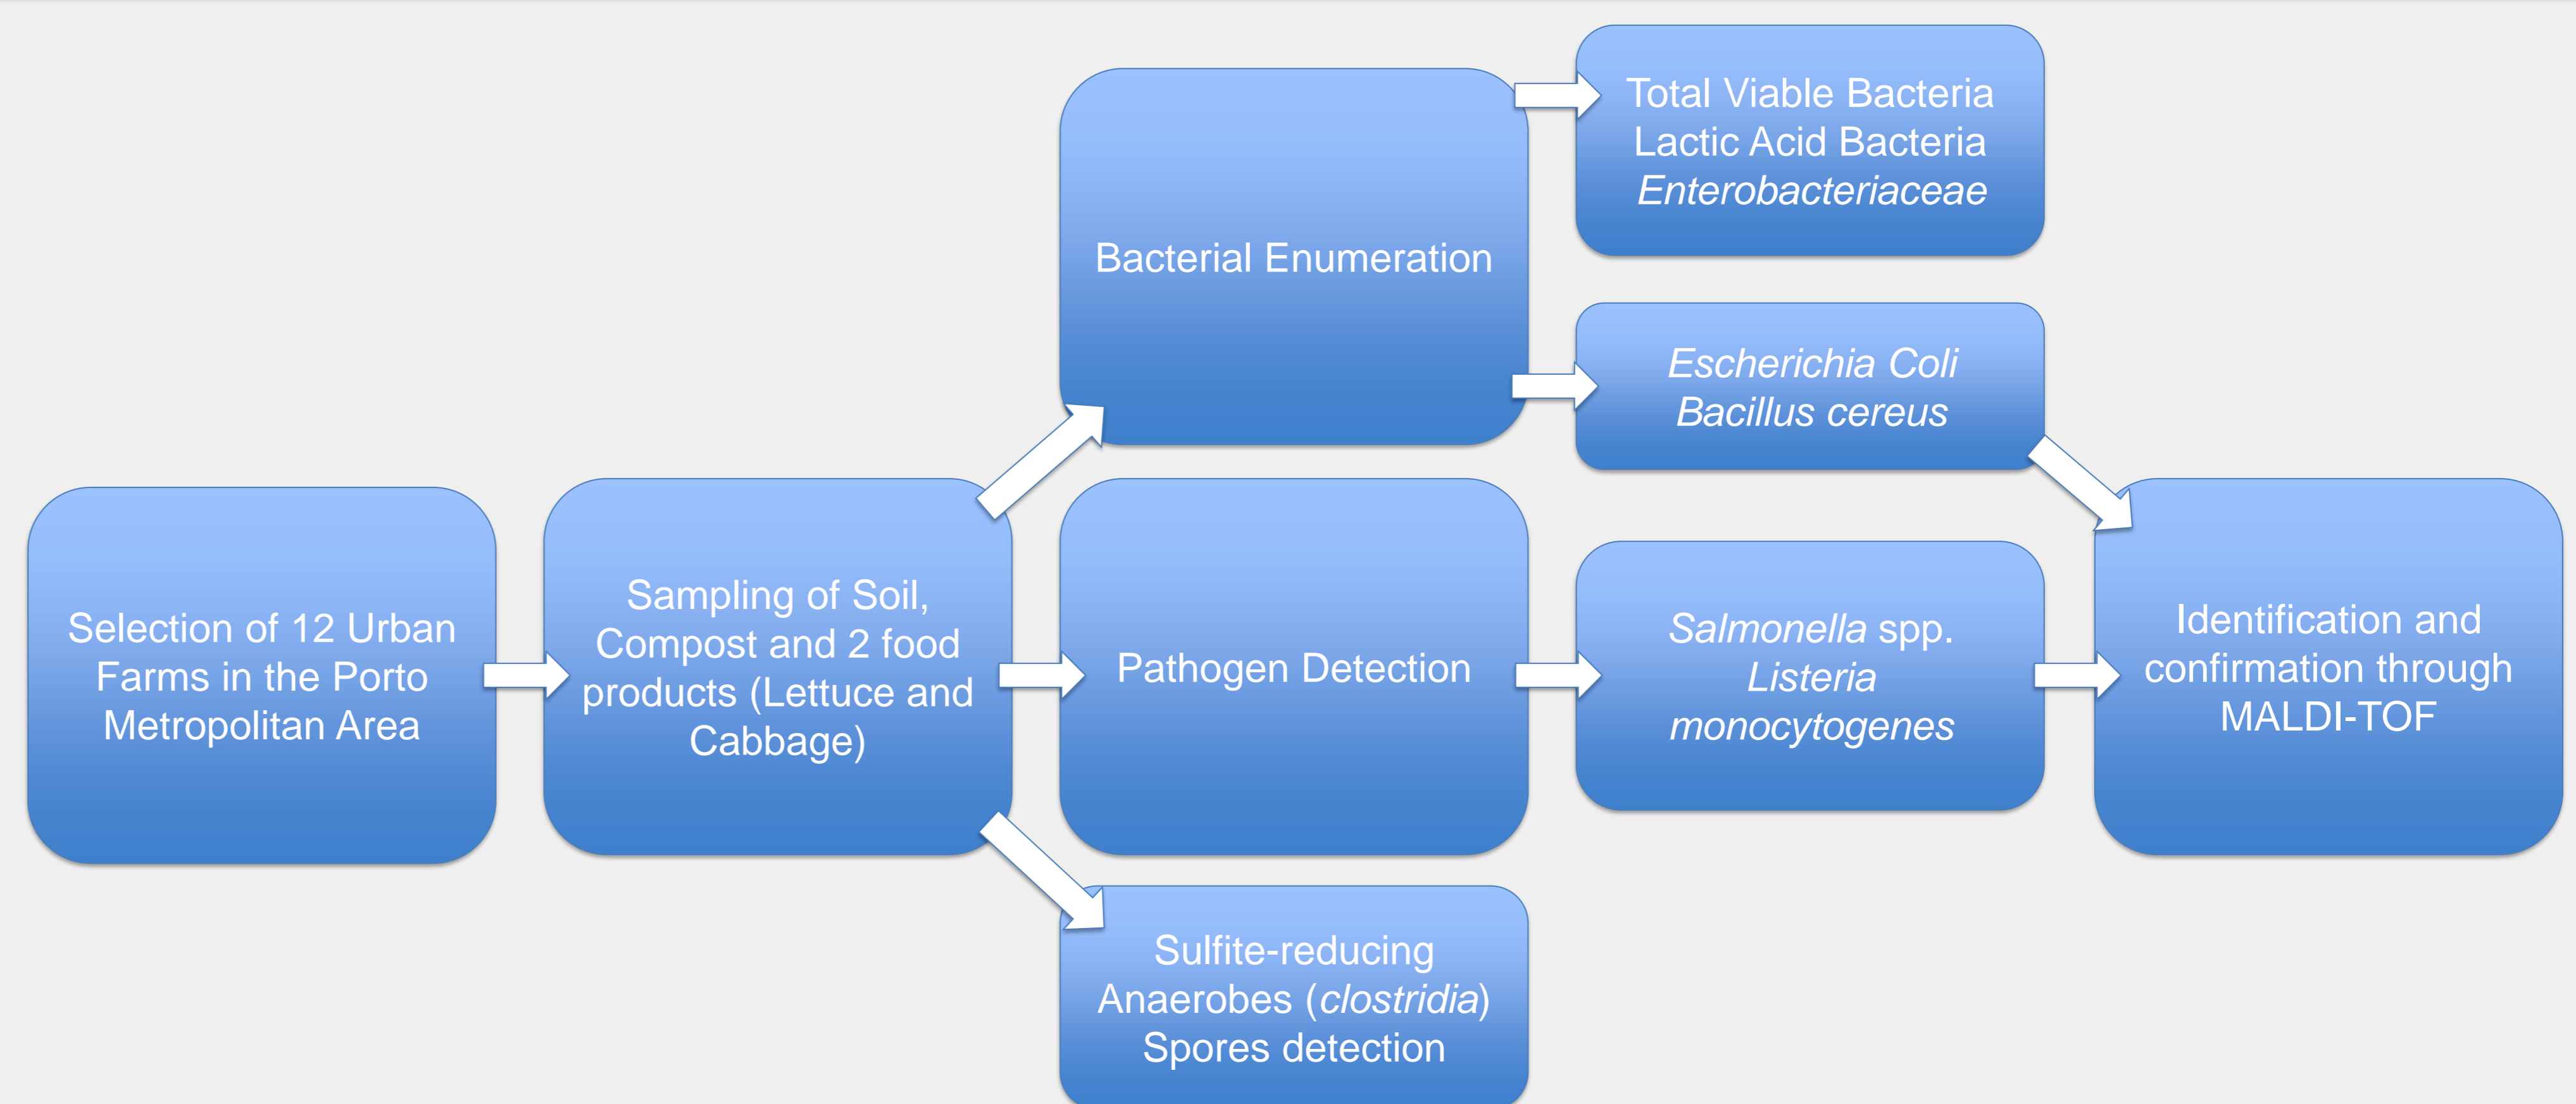 Selection of 12 Urban
Farms in the Porto
Metropolitan Area
Sampling of Soil,
Compost and 2 food
products (Lettuce and
Cabbage)
Bacterial Enumeration
Total Viable Bacteria
Lactic Acid Bacteria
Enterobacteriaceae
Escherichia Coli
Bacillus cereus
Pathogen Detection
Salmonella spp.
Listeria
monocytogenes
Identification and
confirmation through
MALDI-TOF
Sulfite-reducing
Anaerobes (clostridia)
Spores detection